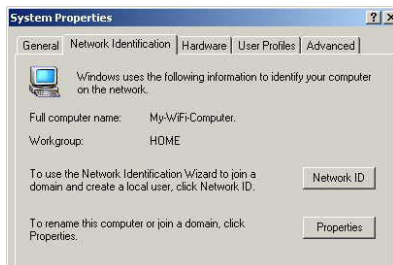 System Properties
General Network Identification Hardware User Profiles Advanced
Windows uses the following information to identify your computer
on the network.
Full computer name: My-WiFi-Computer.
Workgroup: HOME
To use the Network Identification Wizard to join a
domain and create a local user, click Network ID.
Network ID
To rename this computer or join a domain, click
Properties.
Properties